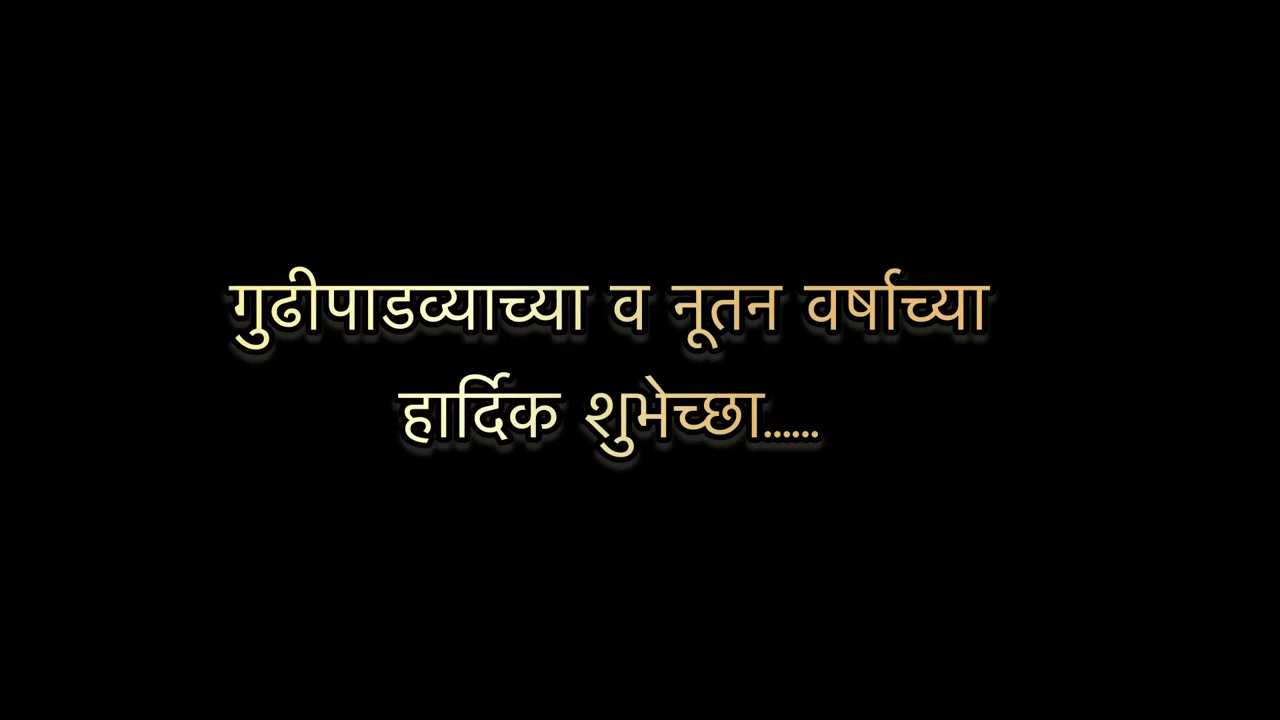 गुढीपाडव्याच्या व नूतन वर्षाच्या
हार्दिक शुभेच्छा......